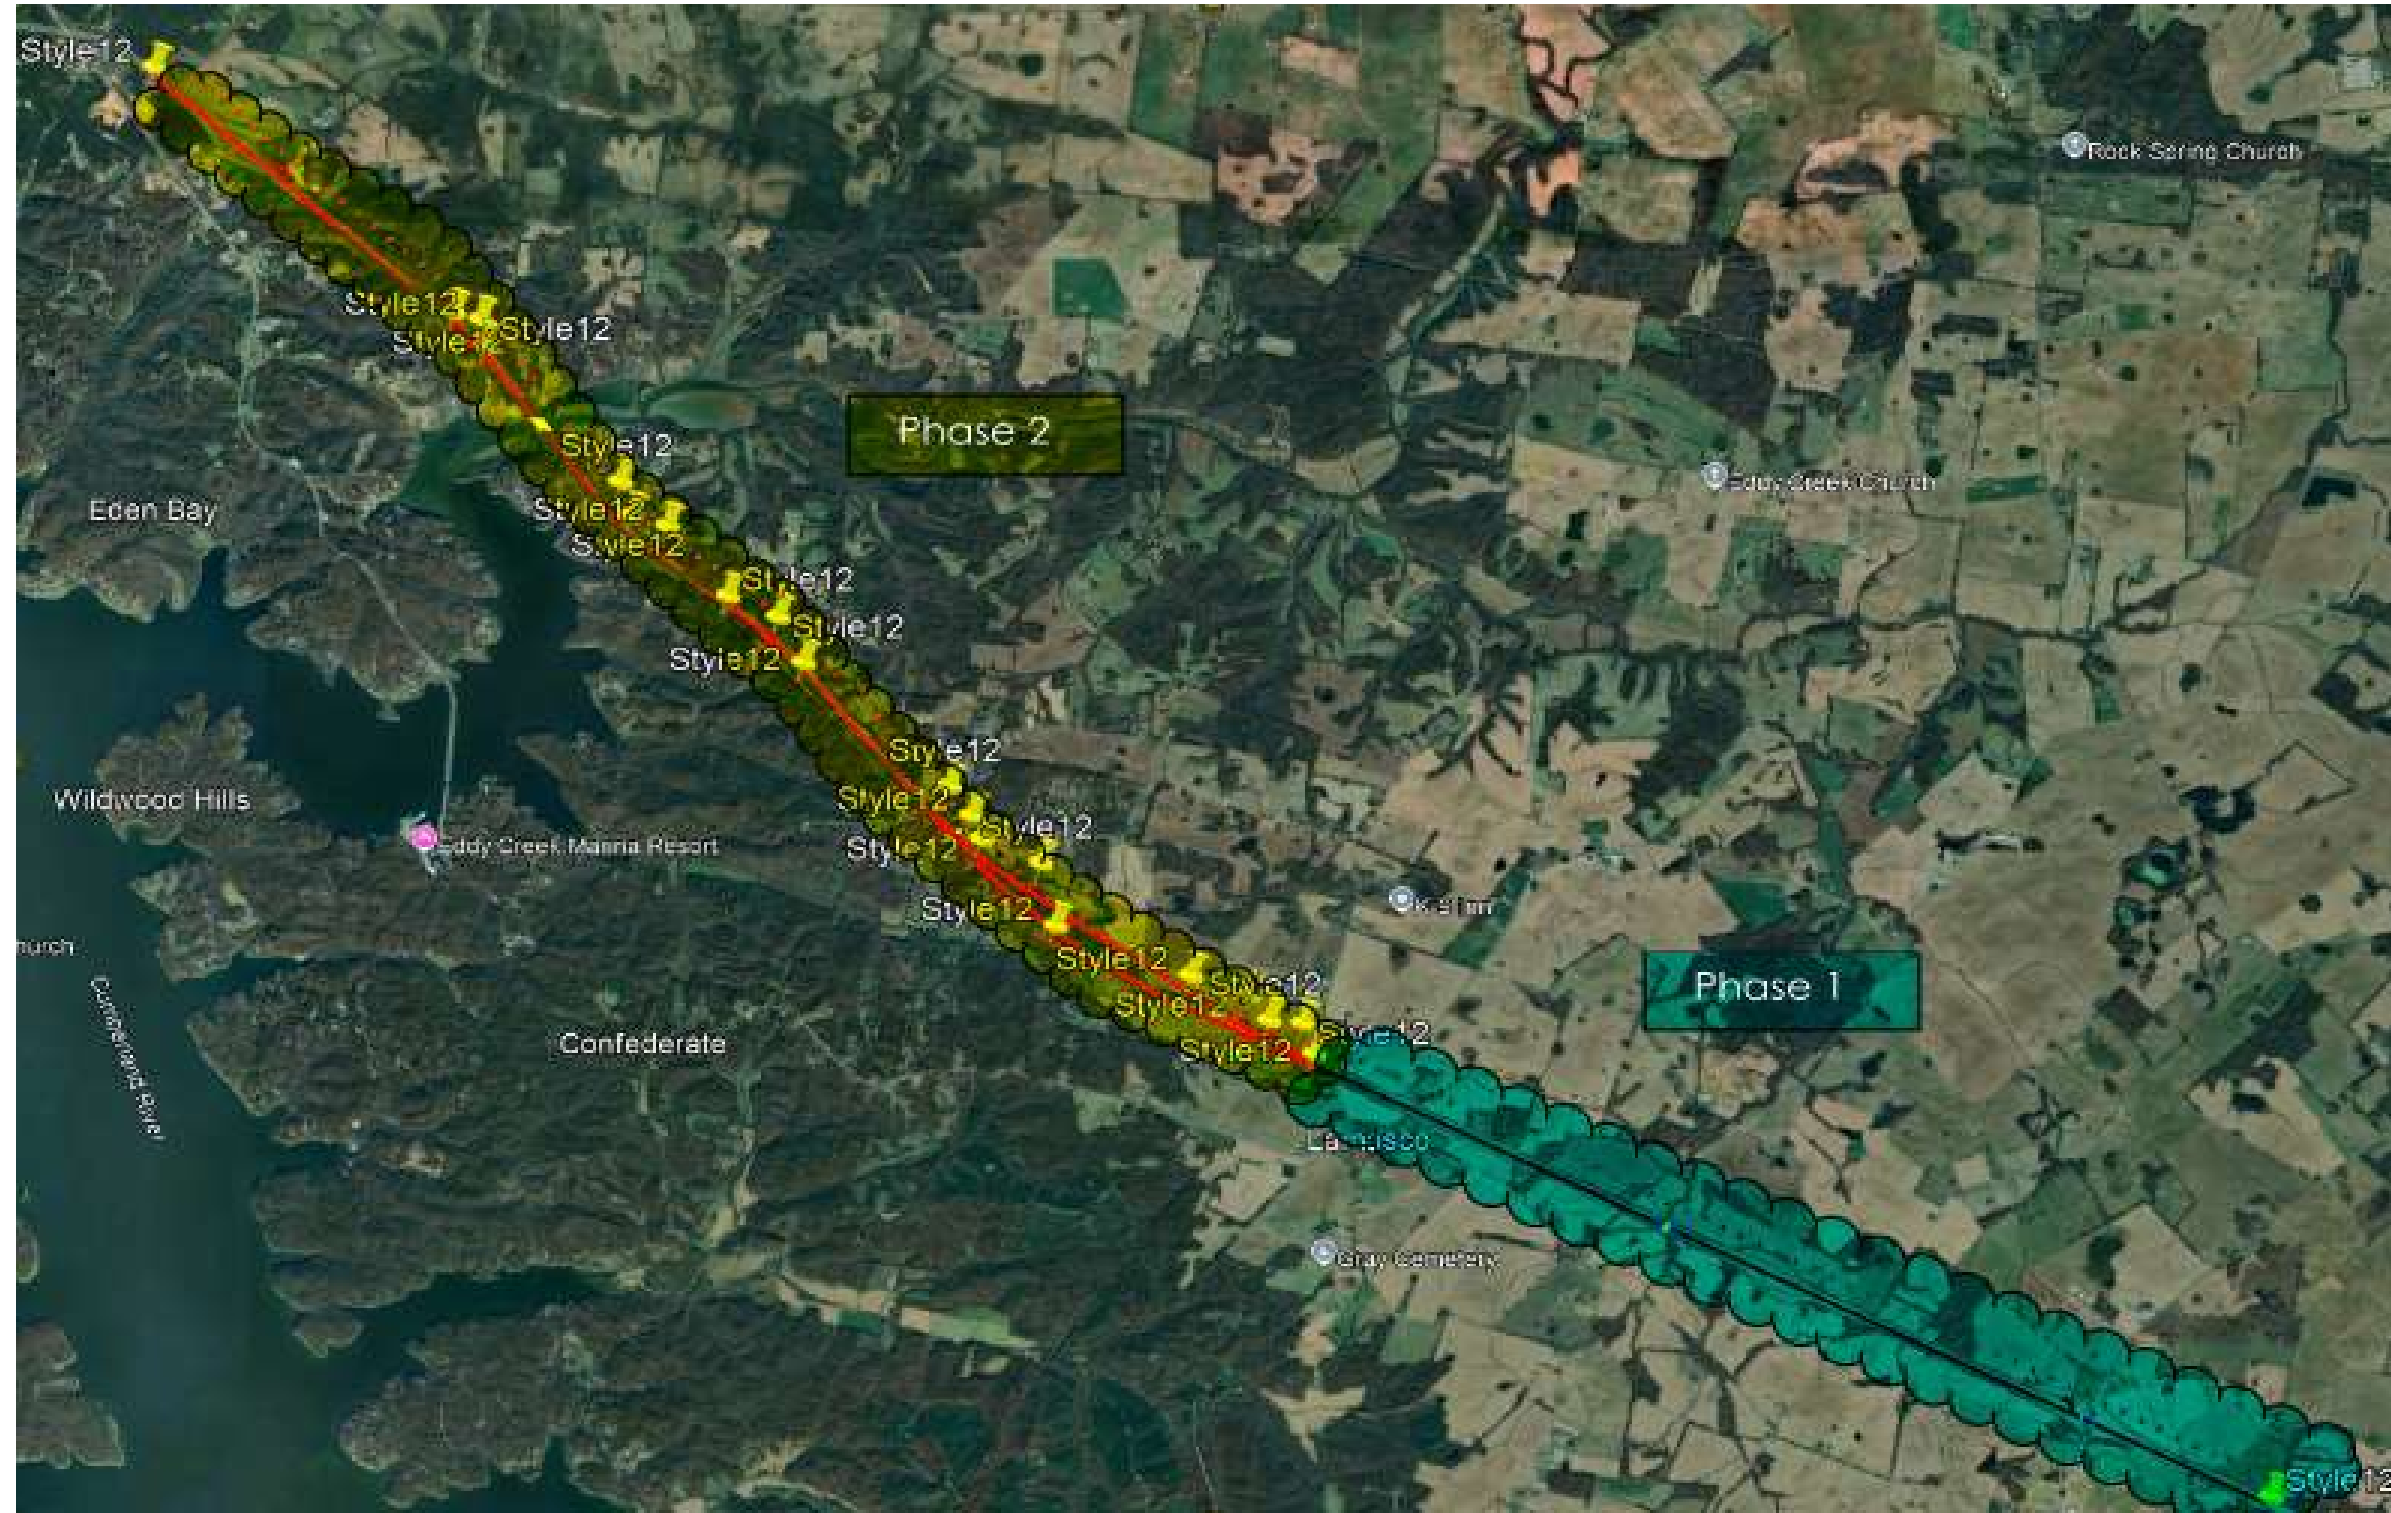 Style12
Rock Spring Church
Style12
Style12
Style12
Phase 2
Style12
Eddy Creek Church
Eden Bay
Style12
Style12
Style12
Style12
Style12
Style12
Wildwood Hills
Style12
Style12
Eddy Creek Marina Resort
Style12
Style12
hurch
Style12
Phase 1
Style12
Style12
Cumberland River
Style12
Confederate
Style12
Gray Cemetery
Style12